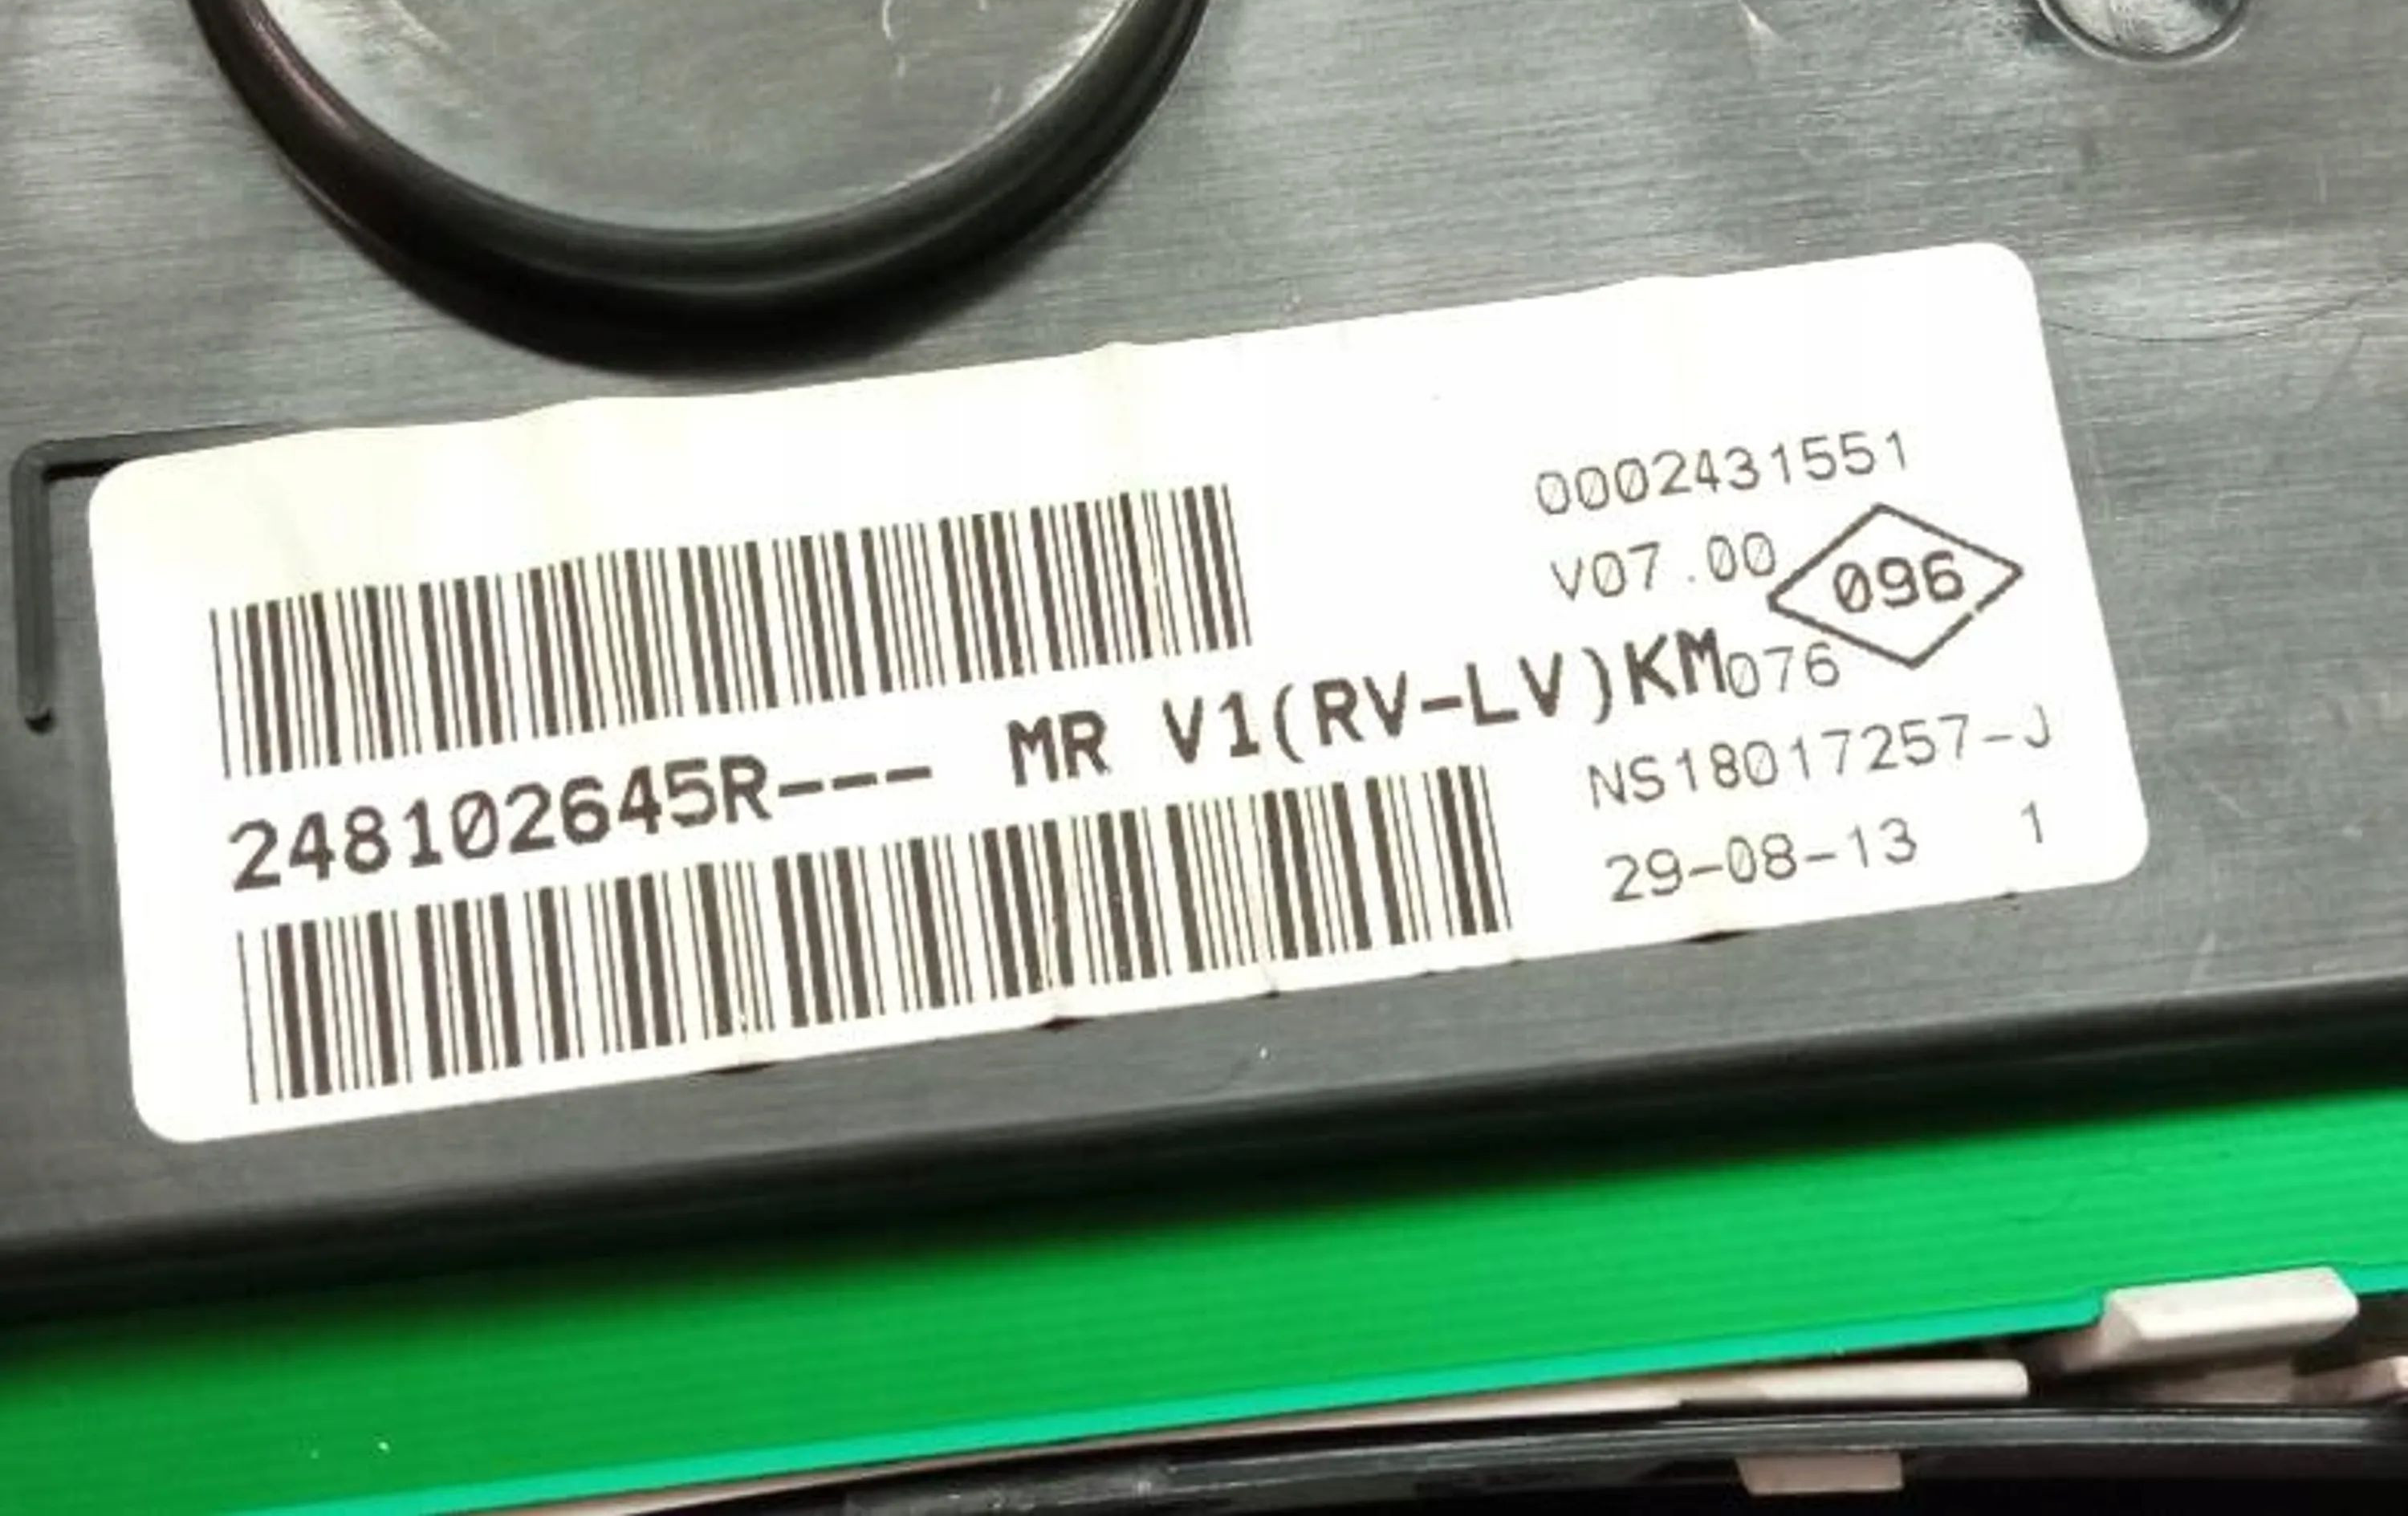 0002431551
V07.00
096
248102645R--- MR V1(RV-LV)KM076
NS18017257-J
29-08-13 1